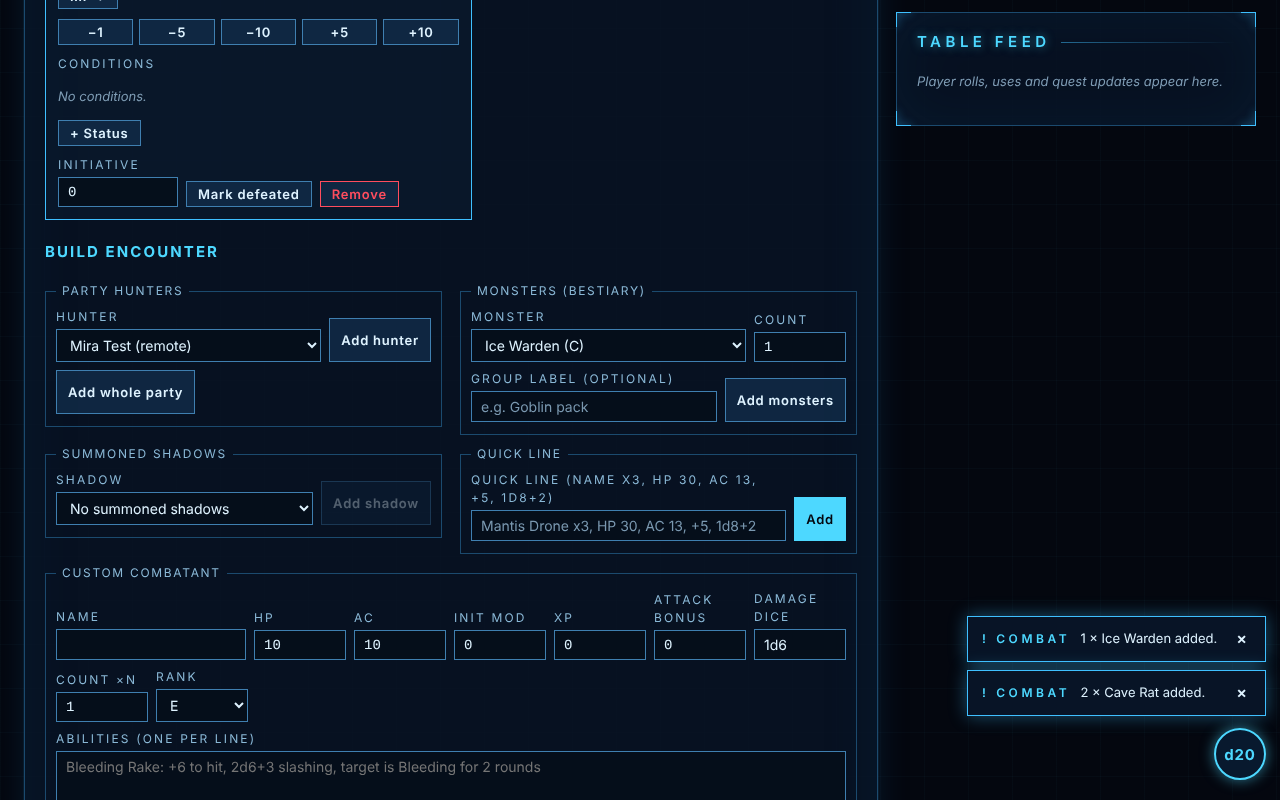 −1 −5 −10 +5 +10
CONDITIONS
No conditions.
+ Status
INITIATIVE
0 Mark defeated Remove
BUILD ENCOUNTER
PARTY HUNTERS
HUNTER
Mira Test (remote) Add hunter
Add whole party
MONSTERS (BESTIARY)
MONSTER COUNT
Ice Warden (C) 1
GROUP LABEL (OPTIONAL)
e.g. Goblin pack Add monsters
SUMMONED SHADOWS
SHADOW
No summoned shadows Add shadow
QUICK LINE
QUICK LINE (NAME X3, HP 30, AC 13,
+5, 1D8+2)
Mantis Drone x3, HP 30, AC 13, +5, 1d8+2 Add
CUSTOM COMBATANT
NAME HP AC INIT MOD XP ATTACK BONUS DAMAGE DICE
10 10 0 0 0 1d6
COUNT ×N RANK
1 E
ABILITIES (ONE PER LINE)
Bleeding Rake: +6 to hit, 2d6+3 slashing, target is Bleeding for 2 rounds
TABLE FEED
Player rolls, uses and quest updates appear here.
! COMBAT 1 × Ice Warden added. ×
! COMBAT 2 × Cave Rat added. ×
d20